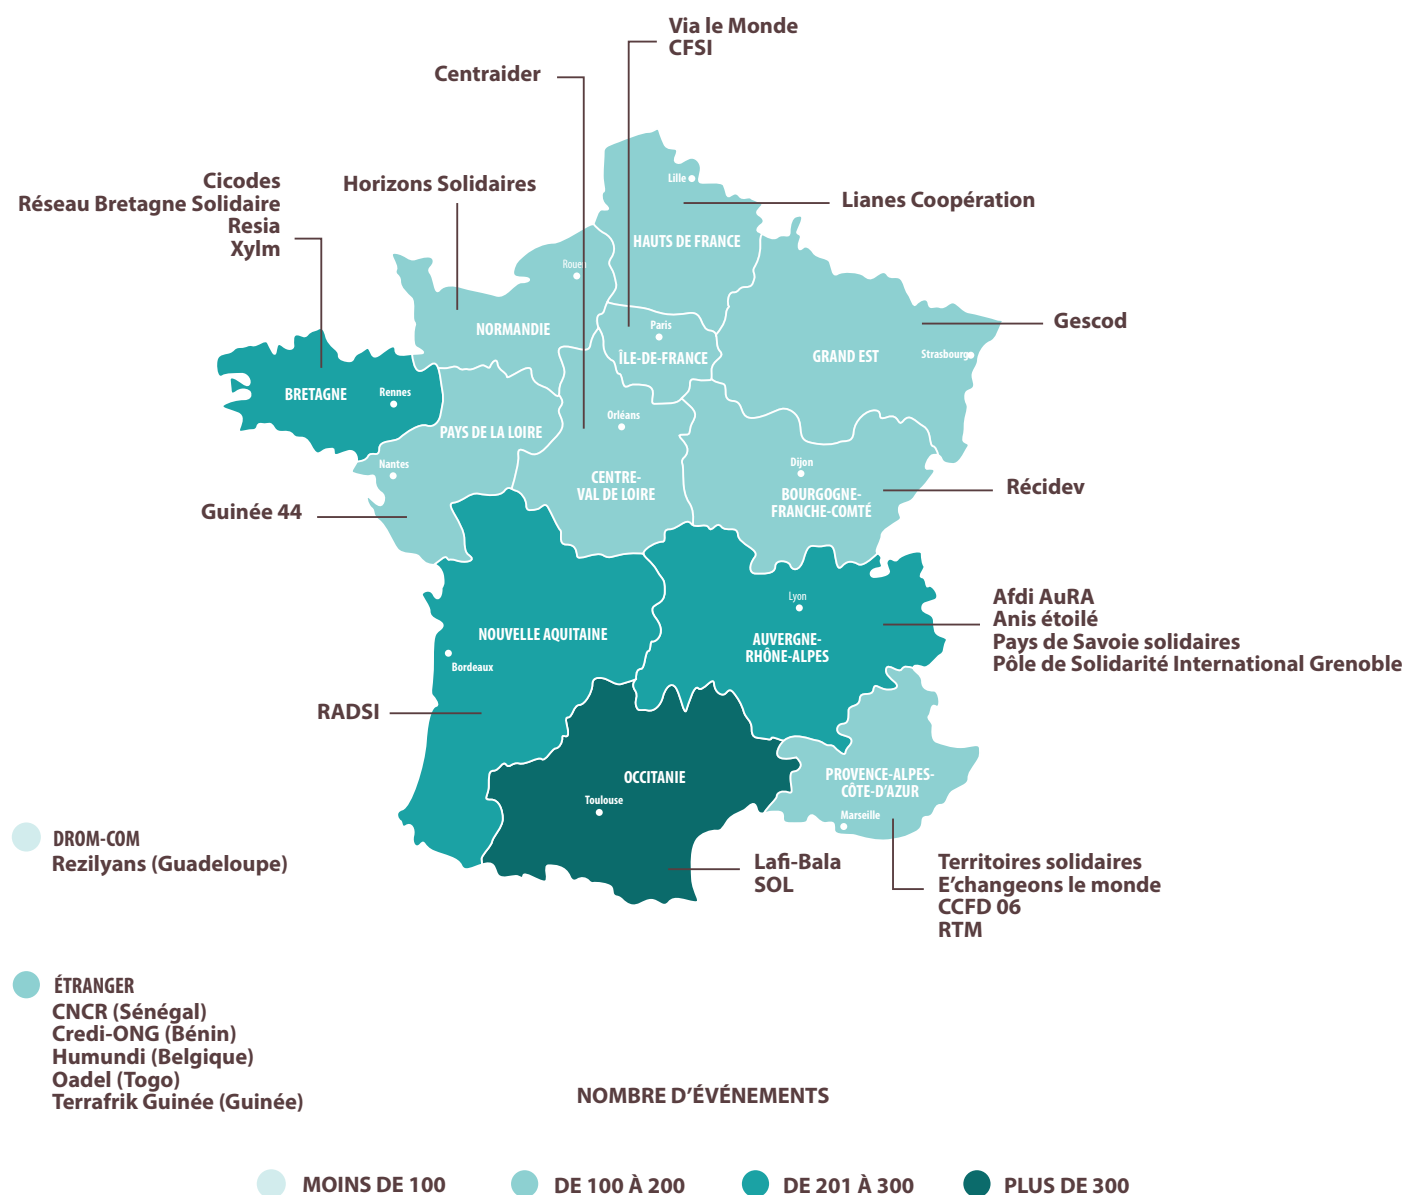 Via le Monde
CFSI
Centraider
Cicodes
Réseau Bretagne Solidaire
Resia
Xylm
Horizons Solidaires
Lianes Coopération
Lille
HAUTS DE FRANCE
Rouen
NORMANDIE
Paris
ÎLE-DE-FRANCE
GRAND EST
Strasbourg
Gescod
BRETAGNE
Rennes
PAYS DE LA LOIRE
Nantes
Orléans
CENTRE-
VAL DE LOIRE
Dijon
BOURGOGNE-
FRANCHE-COMTÉ
Récidev
Guinée 44
Lyon
AUVERGNE-
RHÔNE-ALPES
Afdi AuRA
Anis étoilé
Pays de Savoie solidaires
Pôle de Solidarité International Grenoble
NOUVELLE AQUITAINE
Bordeaux
RADSI
OCCITANIE
Toulouse
PROVENCE-ALPES-
CÔTE-D'AZUR
Marseille
Lafi-Bala
SOL
Territoires solidaires
E'changeons le monde
CCFD 06
RTM
DROM-COM
Rezilyans (Guadeloupe)
ÉTRANGER
CNCR (Sénégal)
Credi-ONG (Bénin)
Humundi (Belgique)
Oadel (Togo)
Terrafrik Guinée (Guinée)
NOMBRE D'ÉVÉNEMENTS
MOINS DE 100
DE 100 À 200
DE 201 À 300
PLUS DE 300